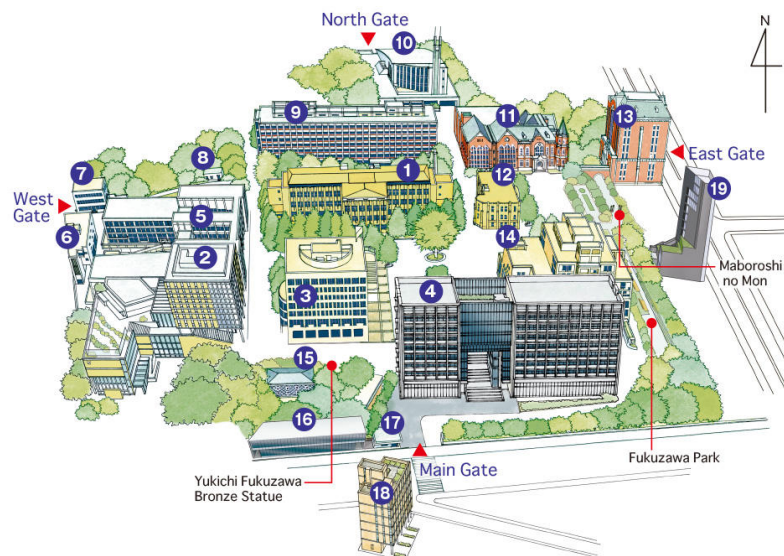 North Gate
N
10
9
11
13
8
1
12
East Gate
7
19
West
Gate
5
6
14
2
Maboroshi
no Mon
3
4
15
16
17
Main Gate
Fukuzawa Park
Yukichi Fukuzawa
Bronze Statue
18